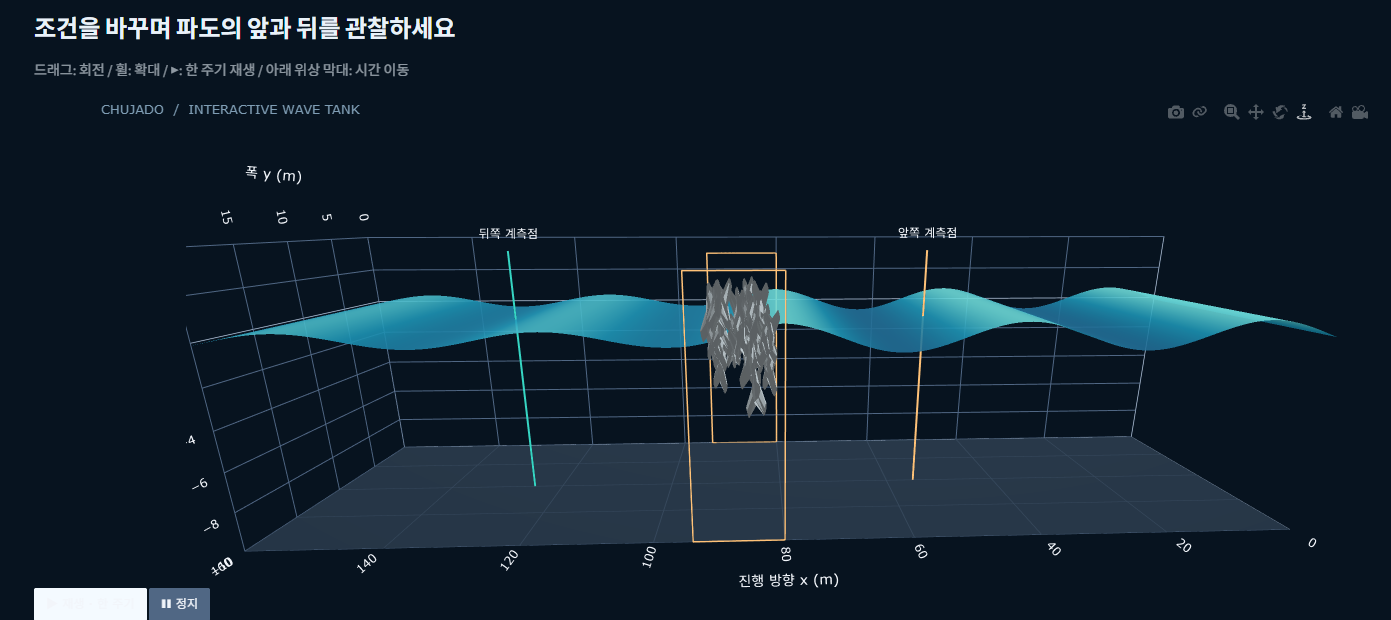 조건을 바꾸며 파도의 앞과 뒤를 관찰하세요
드래그: 회전 / 휠: 확대 / ▶: 한 주기 재생 / 아래 위상 막대: 시간 이동
CHUJADO / INTERACTIVE WAVE TANK
z
폭 y (m)
15 10 5 0
뒤쪽 계측점 앞쪽 계측점
−4
−6
−8
140 120 100 80 60 40 20 0
진행 방향 x (m)
정지